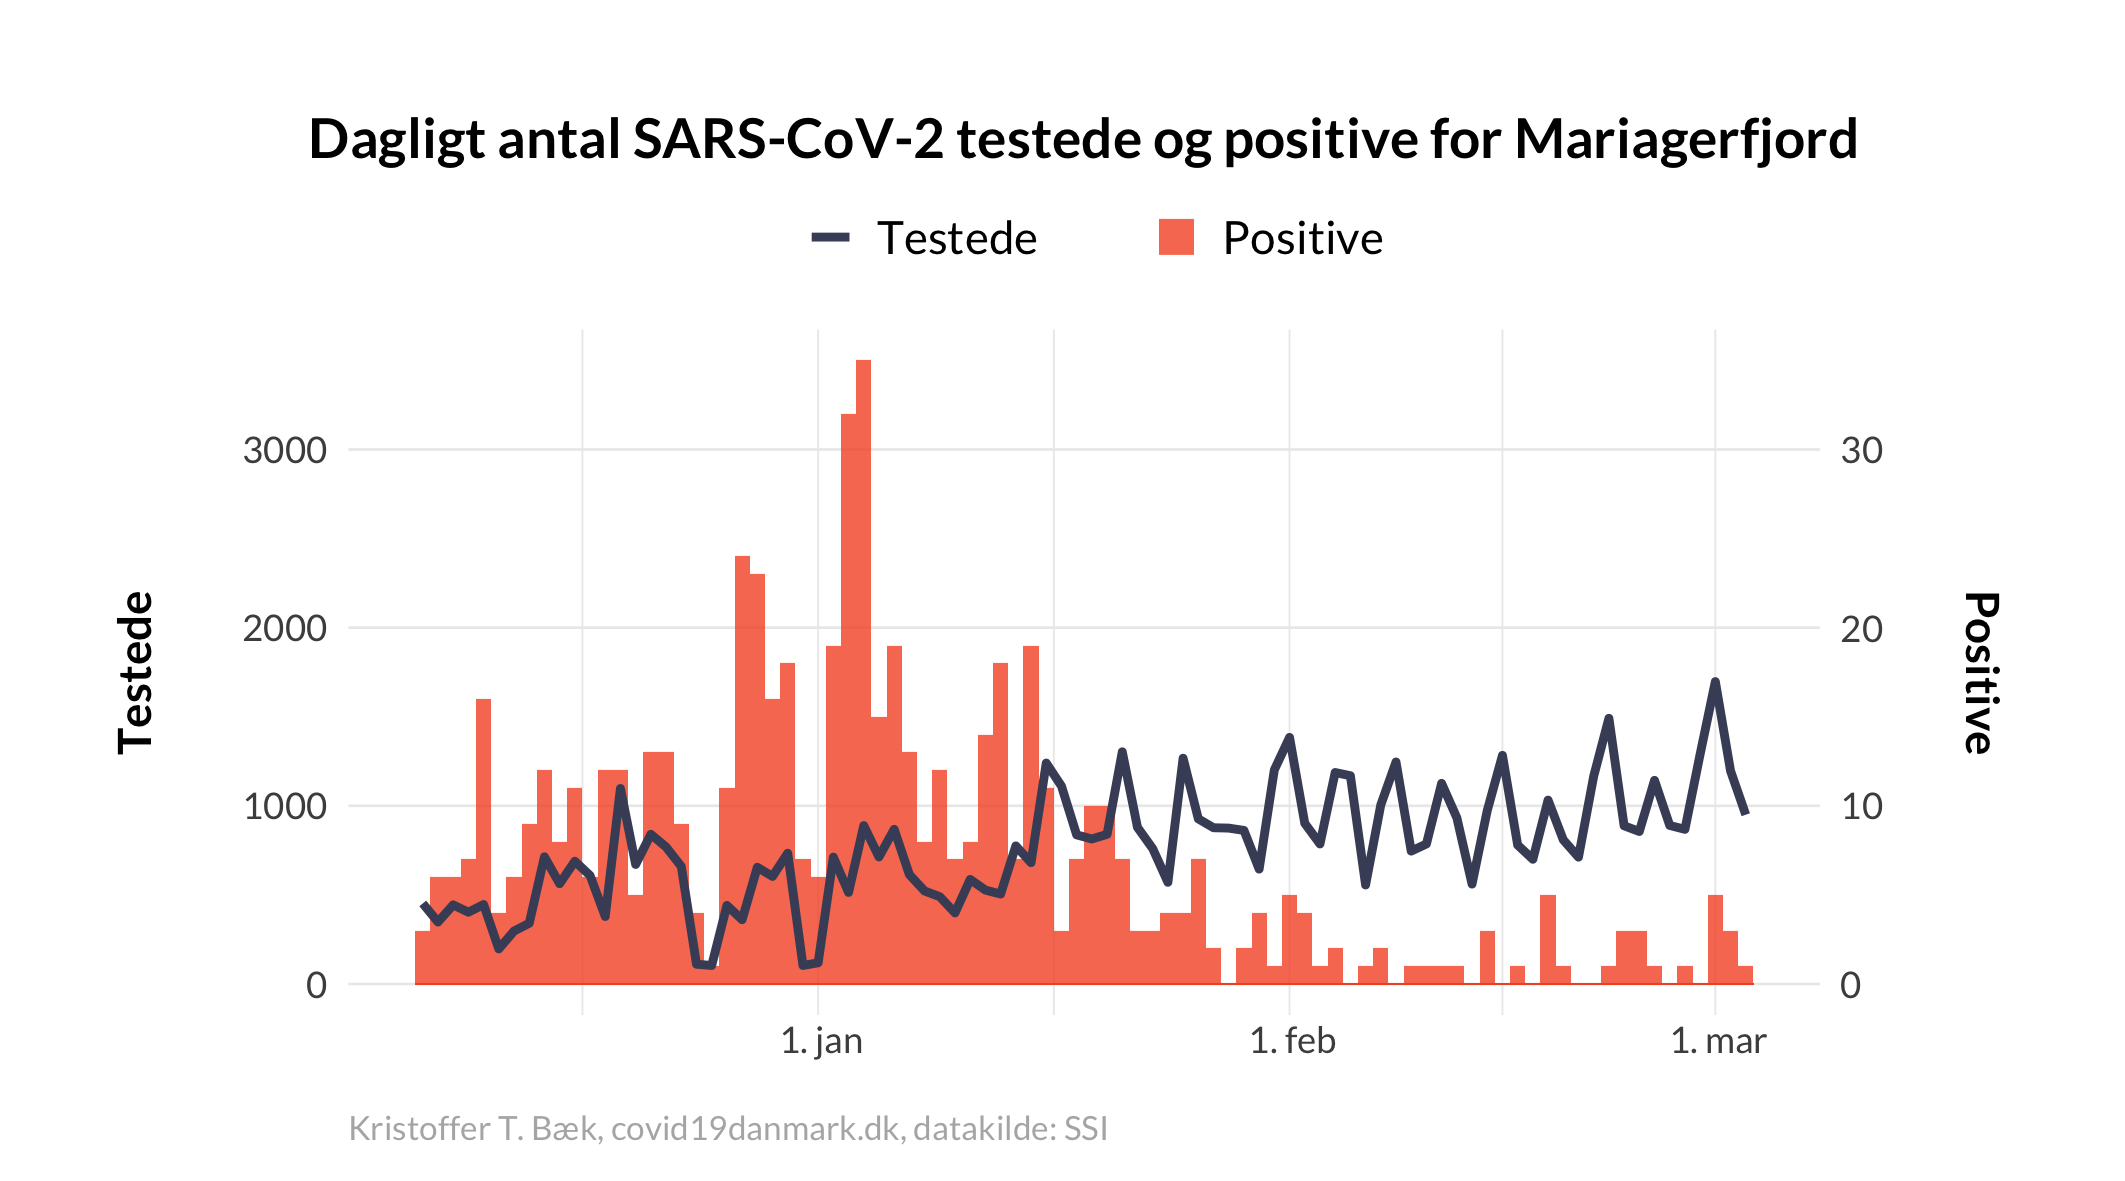 Dagligt antal SARS-CoV-2 testede og positive for Mariagerfjord
Testede Positive
3000 30
2000 20
1000 10
0 0
Testede
Positive
1. jan 1. feb 1. mar
Kristoffer T. Bæk, covid19danmark.dk, datakilde: SSI